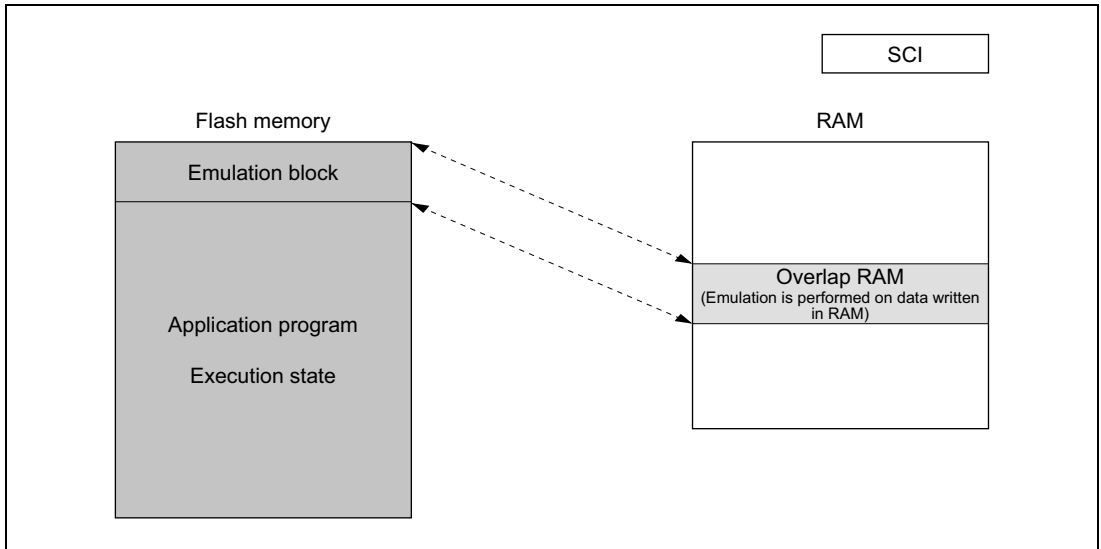 SCI
Flash memory
RAM
Emulation block
Overlap RAM
(Emulation is performed on data written
in RAM)
Application program
Execution state